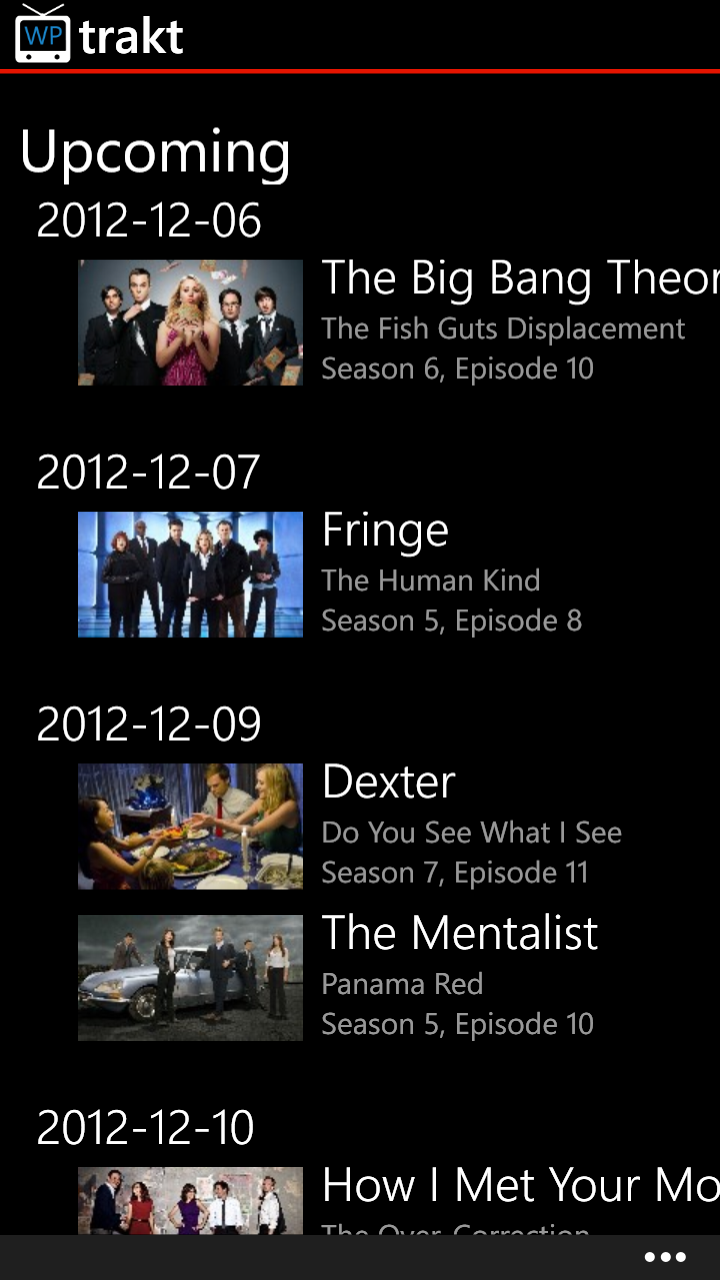 WP trakt
Upcoming
2012-12-06
The Big Bang Theor
The Fish Guts Displacement
Season 6, Episode 10
2012-12-07
Fringe
The Human Kind
Season 5, Episode 8
2012-12-09
Dexter
Do You See What I See
Season 7, Episode 11
The Mentalist
Panama Red
Season 5, Episode 10
2012-12-10
How I Met Your Mo
The Over-Correction